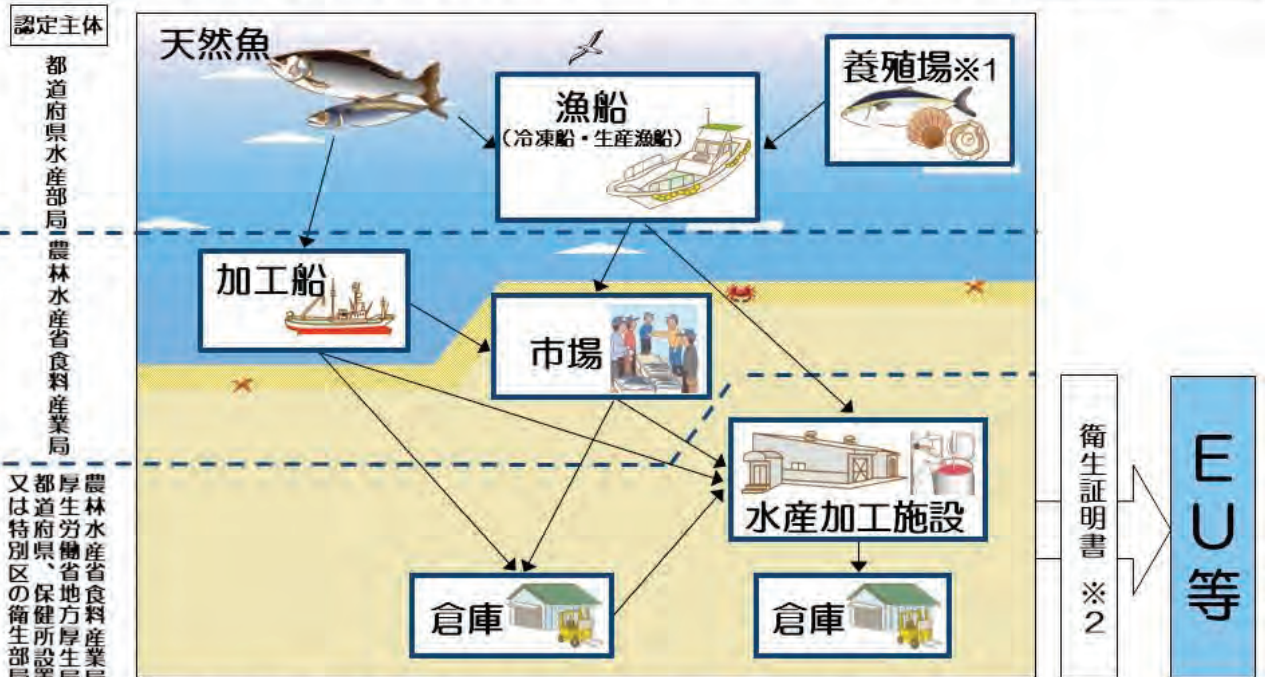 認定主体
都道府県水産部局
農林水産省食料産業局
農林水産省食料産業局
厚生労働省地方厚生局
都道府県、保健所設置
又は特別区の衛生部局
天然魚
漁船
(冷凍船・生産漁船)
養殖場※1
加工船
市場
水産加工施設
倉庫
倉庫
衛生証明書 ※2
EU等